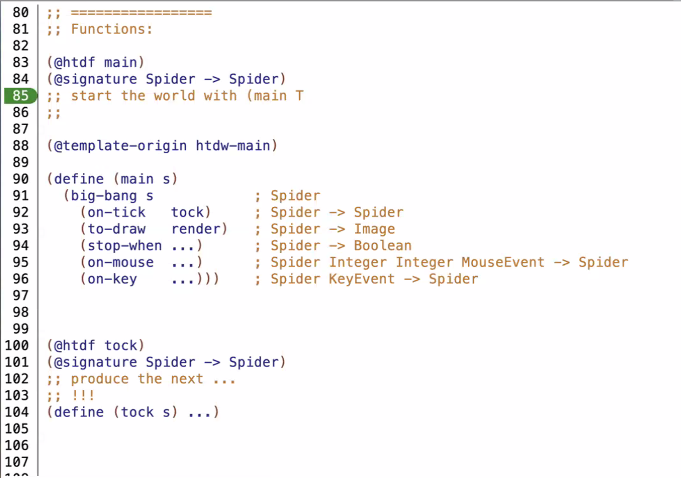 80 ;; =================
81 ;; Functions:
82
83 (@htdf main)
84 (@signature Spider -> Spider)
85 ;; start the world with (main T
86 ;;
87
88 (@template-origin htdw-main)
89
90 (define (main s)
91   (big-bang s            ; Spider
92     (on-tick   tock)     ; Spider -> Spider
93     (to-draw   render)   ; Spider -> Image
94     (stop-when ...)      ; Spider -> Boolean
95     (on-mouse  ...)      ; Spider Integer Integer MouseEvent -> Spider
96     (on-key    ...)))    ; Spider KeyEvent -> Spider
97
98
99
100 (@htdf tock)
101 (@signature Spider -> Spider)
102 ;; produce the next ...
103 ;; !!!
104 (define (tock s) ...)
105
106
107